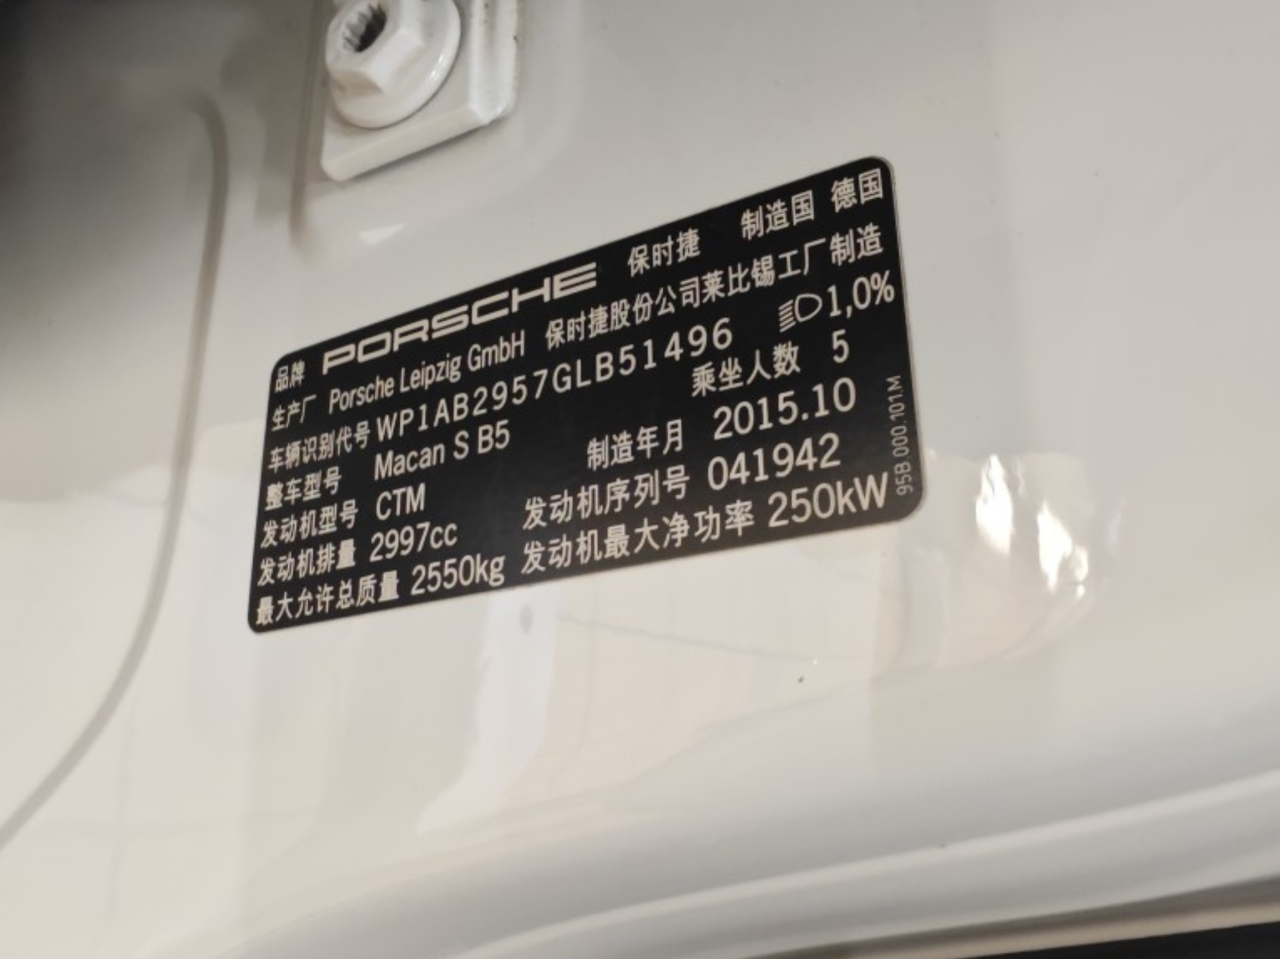 品牌 PORSCHE 保时捷 制造国 德国
生产厂 Porsche Leipzig GmbH 保时捷股份公司莱比锡工厂制造
车辆识别代号 WP1AB2957GLB51496 1,0%
整车型号 Macan S B5 乘坐人数 5
发动机型号 CTM 制造年月 2015.10
发动机排量 2997cc 发动机序列号 041942
最大允许总质量 2550kg 发动机最大净功率 250kW
95B.000.101.M